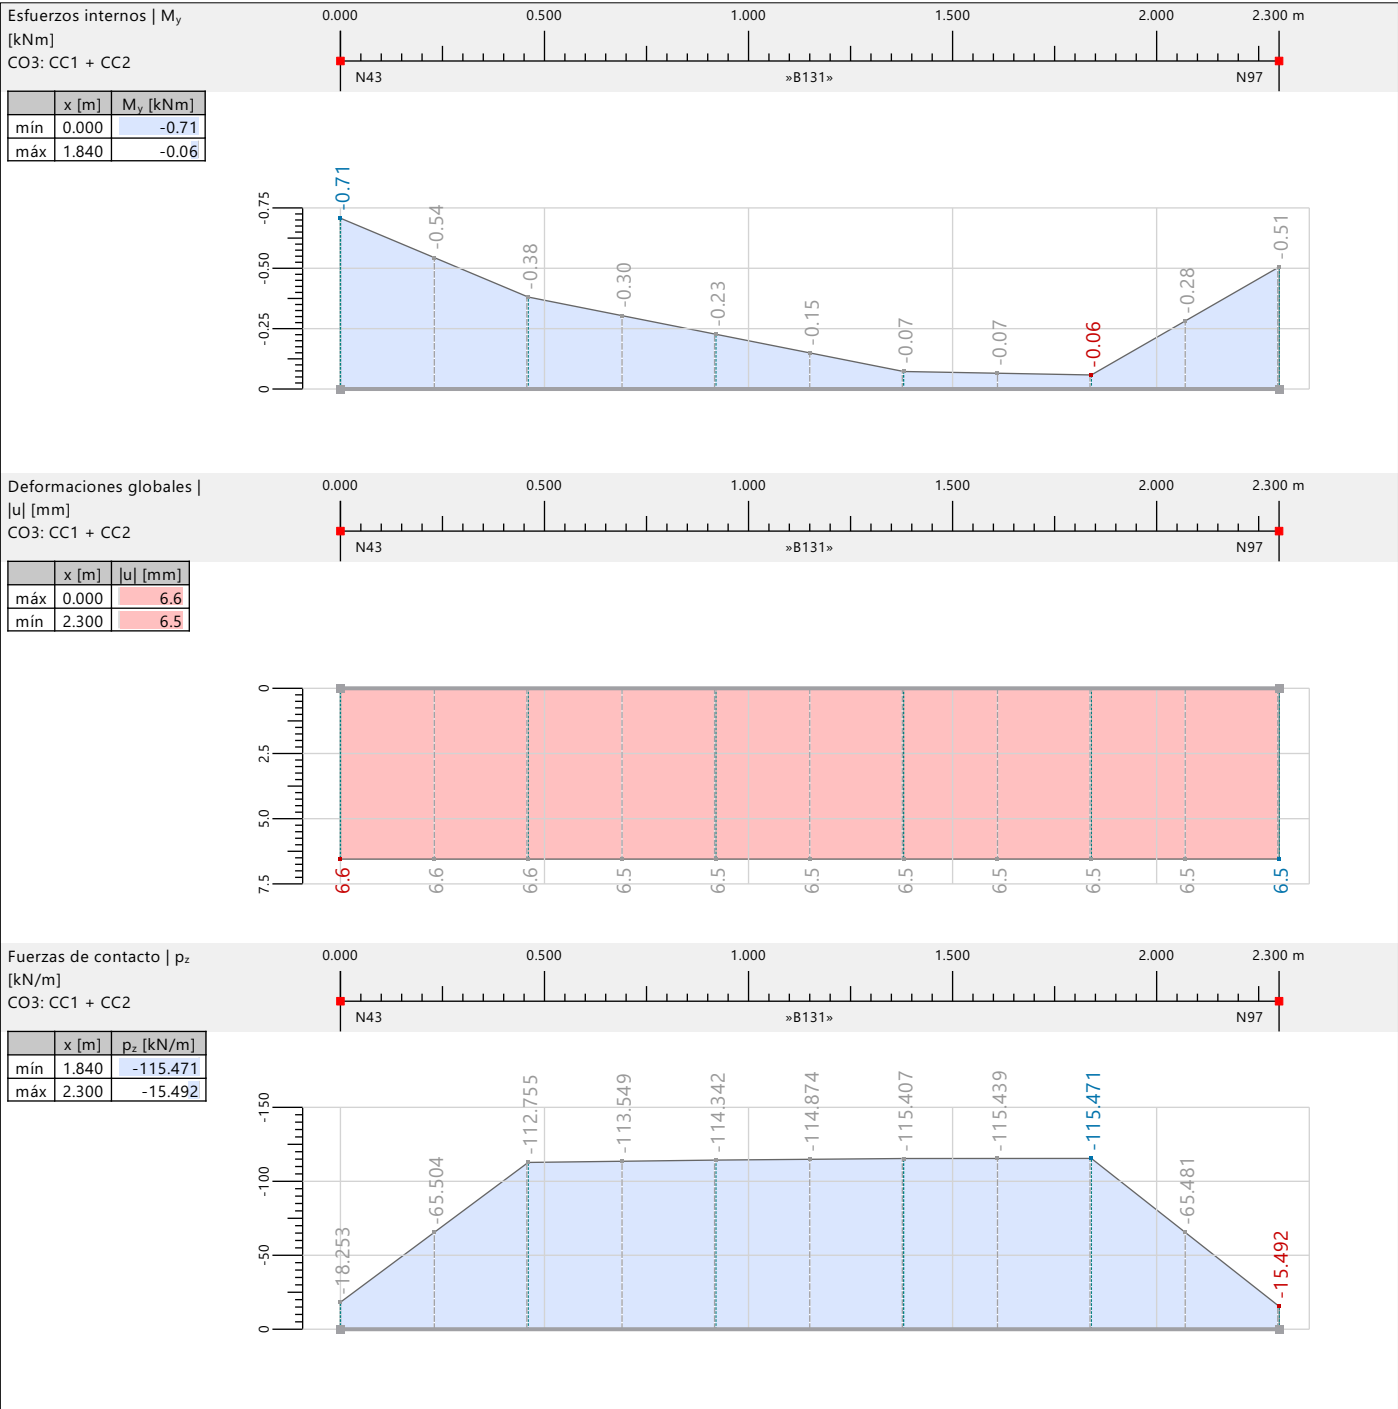 Esfuerzos internos | My
[kNm]
CO3: CC1 + CC2
0.000 0.500 1.000 1.500 2.000 2.300 m
N43 »B131» N97
x [m] My [kNm]
mín 0.000 -0.71
máx 1.840 -0.06
-0.75
-0.50
-0.25
0
-0.71 -0.54 -0.38 -0.30 -0.23 -0.15 -0.07 -0.07 -0.06 -0.28 -0.51
Deformaciones globales |
|u| [mm]
CO3: CC1 + CC2
0.000 0.500 1.000 1.500 2.000 2.300 m
N43 »B131» N97
x [m] |u| [mm]
máx 0.000 6.6
mín 2.300 6.5
0
2.5
5.0
7.5
6.6 6.6 6.6 6.5 6.5 6.5 6.5 6.5 6.5 6.5 6.5
Fuerzas de contacto | pz
[kN/m]
CO3: CC1 + CC2
0.000 0.500 1.000 1.500 2.000 2.300 m
N43 »B131» N97
x [m] pz [kN/m]
mín 1.840 -115.471
máx 2.300 -15.492
-150
-100
-50
0
-18.253 -65.504 -112.755 -113.549 -114.342 -114.874 -115.407 -115.439 -115.471 -65.481 -15.492